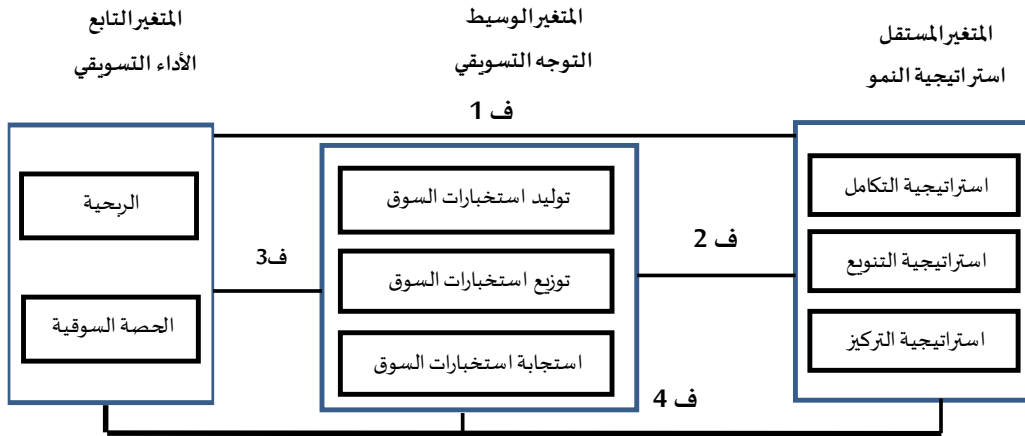 المتغير المستقل
استراتيجية النمو
المتغير الوسيط
التوجه التسويقي
المتغير التابع
الأداء التسويقي
ف 1
استراتيجية التكامل
استراتيجية التنويع
استراتيجية التركيز
ف 2
توليد استخبارات السوق
توزيع استخبارات السوق
استجابة استخبارات السوق
ف3
الربحية
الحصة السوقية
ف 4